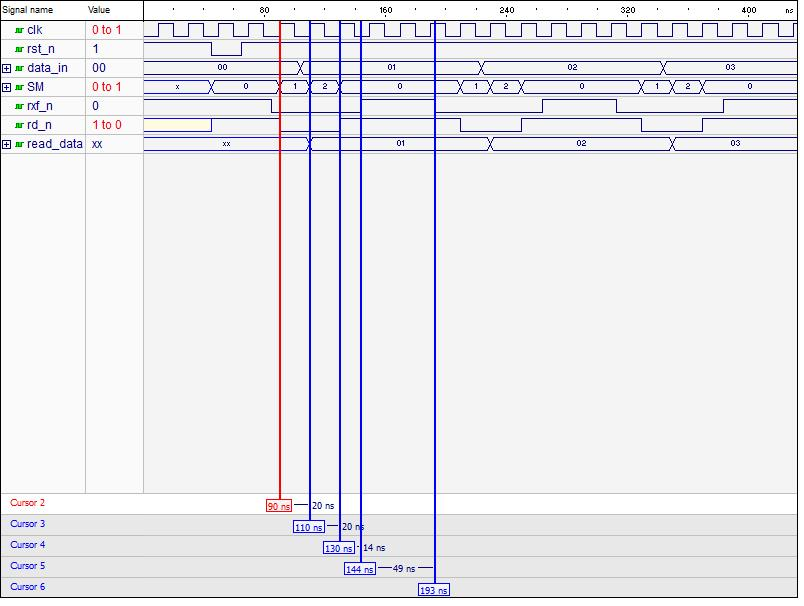 Signal name Value 80 160 240 320 400 ns
clk 0 to 1
rst_n 1
data_in 00 00 01 02 03
SM 0 to 1 x 0 1 2 0 1 2 0 1 2 0
rxf_n 0
rd_n 1 to 0
read_data xx xx 01 02 03
Cursor 2 90 ns 20 ns
Cursor 3 110 ns 20 ns
Cursor 4 130 ns 14 ns
Cursor 5 144 ns 49 ns
Cursor 6 193 ns